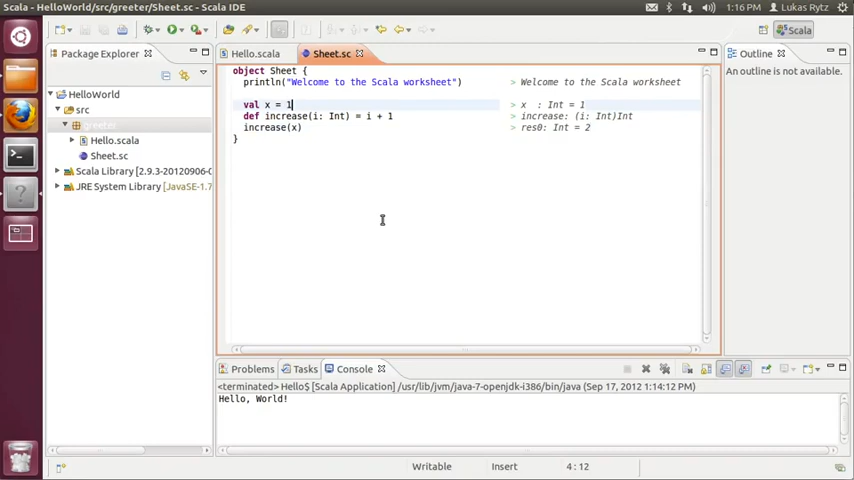 Scala - HelloWorld/src/greeter/Sheet.sc - Scala IDE
1:16 PM Lukas Rytz
Scala
Package Explorer
HelloWorld
src
greeter
Hello.scala
Sheet.sc
Scala Library [2.9.3-20120906-0
JRE System Library [JavaSE-1.7
Hello.scala
Sheet.sc
object Sheet {
println("Welcome to the Scala worksheet") > Welcome to the Scala worksheet
val x = 1 > x : Int = 1
def increase(i: Int) = i + 1 > increase: (i: Int)Int
increase(x) > res0: Int = 2
}
Outline
An outline is not available.
Problems
Tasks
Console
<terminated> Hello$ [Scala Application] /usr/lib/jvm/java-7-openjdk-i386/bin/java (Sep 17, 2012 1:14:12 PM)
Hello, World!
Writable
Insert
4 : 12